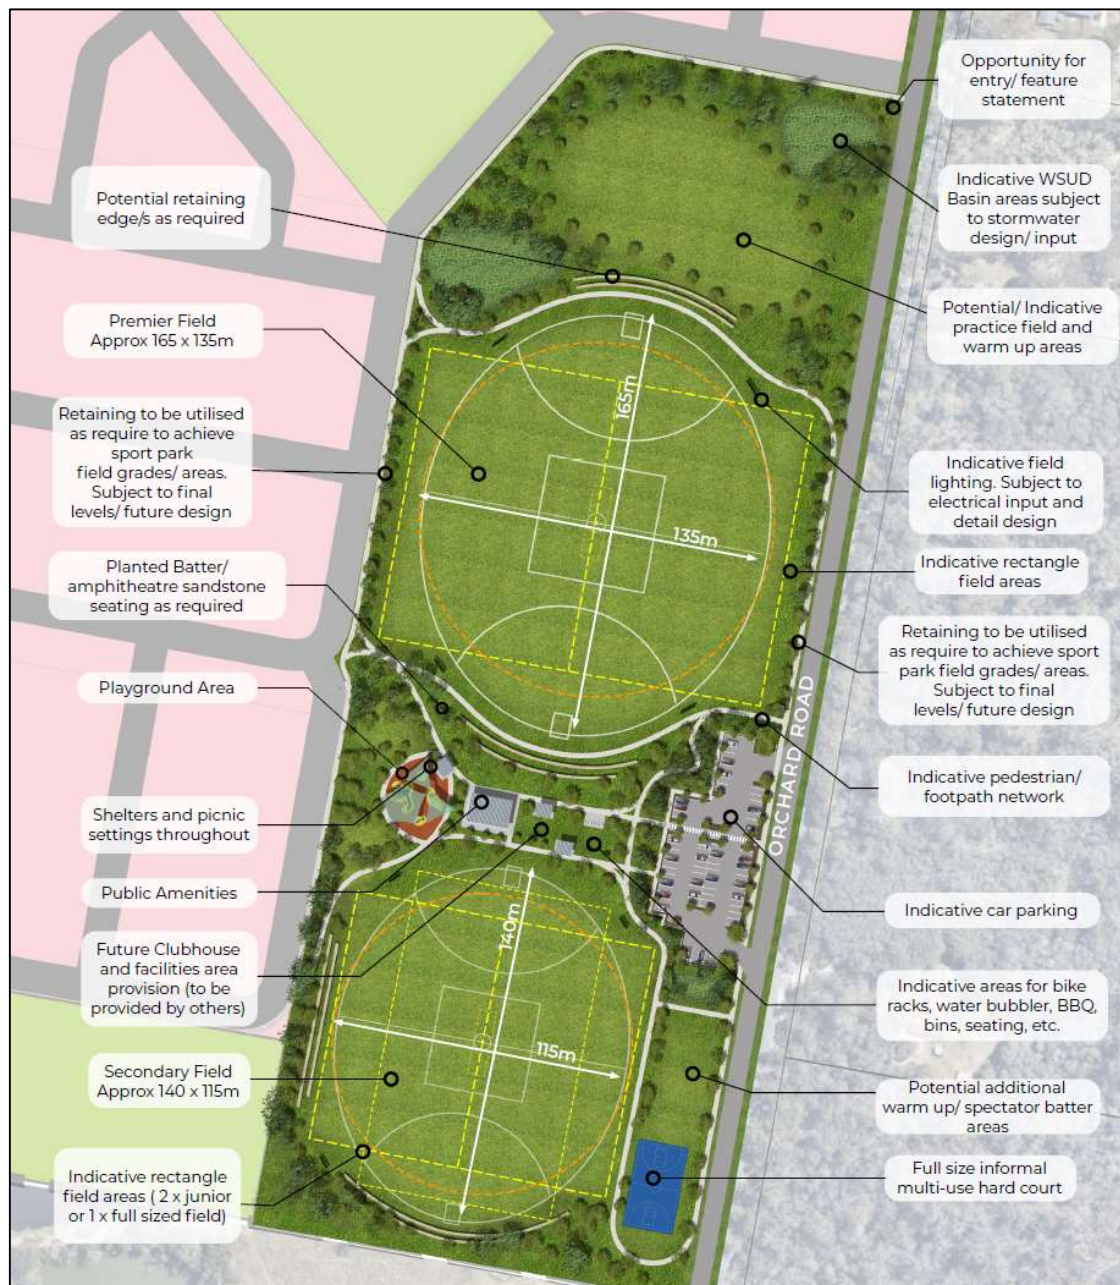 Opportunity for
entry/ feature
statement
Potential retaining
edge/s as required
Indicative WSUD
Basin areas subject
to stormwater
design/ input
Premier Field
Approx 165 x 135m
Potential/ Indicative
practice field and
warm up areas
165m
135m
Retaining to be utilised
as require to achieve
sport park
field grades/ areas.
Subject to final
levels/ future design
Indicative field
lighting. Subject to
electrical input and
detail design
Planted Batter/
amphitheatre sandstone
seating as required
Indicative rectangle
field areas
Retaining to be utilised
as require to achieve sport
park field grades/ areas.
Subject to final
levels/ future design
Playground Area
ORCHARD ROAD
Indicative pedestrian/
footpath network
Shelters and picnic
settings throughout
Public Amenities
Indicative car parking
140m
115m
Future Clubhouse
and facilities area
provision (to be
provided by others)
Indicative areas for bike
racks, water bubbler, BBQ,
bins, seating, etc.
Secondary Field
Approx 140 x 115m
Potential additional
warm up/ spectator batter
areas
Indicative rectangle
field areas ( 2 x junior
or 1 x full sized field)
Full size informal
multi-use hard court